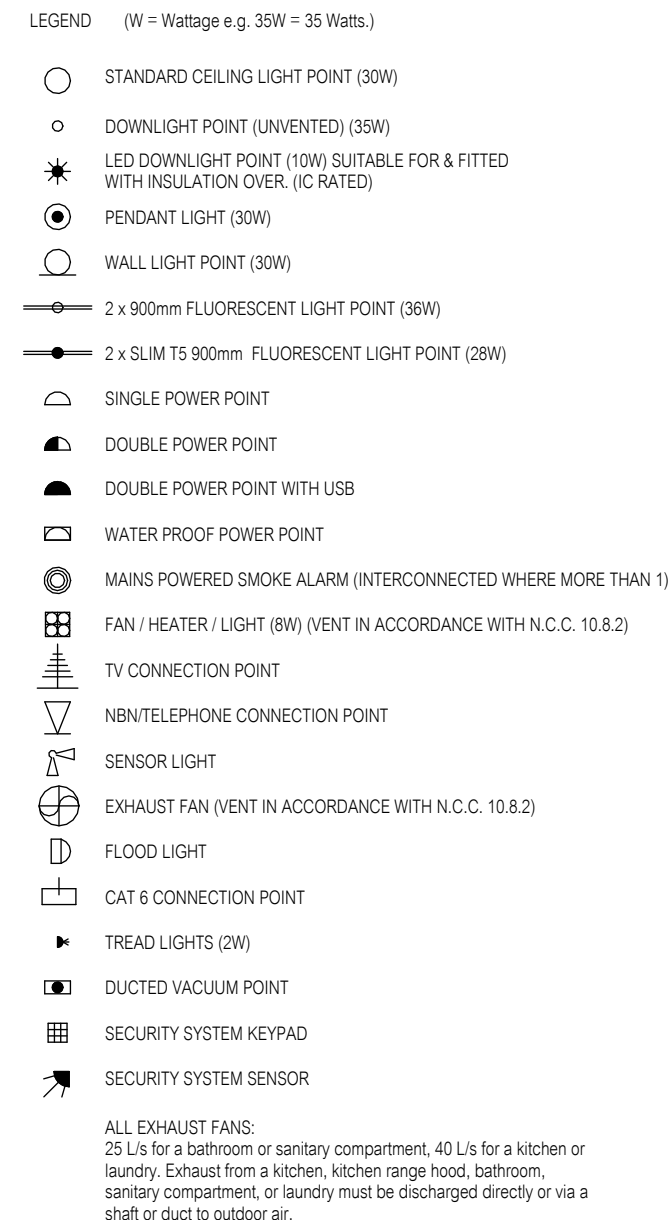 LEGEND (W = Wattage e.g. 35W = 35 Watts.)
STANDARD CEILING LIGHT POINT (30W)
DOWNLIGHT POINT (UNVENTED) (35W)
LED DOWNLIGHT POINT (10W) SUITABLE FOR & FITTED
WITH INSULATION OVER. (IC RATED)
PENDANT LIGHT (30W)
WALL LIGHT POINT (30W)
2 x 900mm FLUORESCENT LIGHT POINT (36W)
2 x SLIM T5 900mm FLUORESCENT LIGHT POINT (28W)
SINGLE POWER POINT
DOUBLE POWER POINT
DOUBLE POWER POINT WITH USB
WATER PROOF POWER POINT
MAINS POWERED SMOKE ALARM (INTERCONNECTED WHERE MORE THAN 1)
FAN / HEATER / LIGHT (8W) (VENT IN ACCORDANCE WITH N.C.C. 10.8.2)
TV CONNECTION POINT
NBN/TELEPHONE CONNECTION POINT
SENSOR LIGHT
EXHAUST FAN (VENT IN ACCORDANCE WITH N.C.C. 10.8.2)
FLOOD LIGHT
CAT 6 CONNECTION POINT
TREAD LIGHTS (2W)
DUCTED VACUUM POINT
SECURITY SYSTEM KEYPAD
SECURITY SYSTEM SENSOR
ALL EXHAUST FANS:
25 L/s for a bathroom or sanitary compartment, 40 L/s for a kitchen or
laundry. Exhaust from a kitchen, kitchen range hood, bathroom,
sanitary compartment, or laundry must be discharged directly or via a
shaft or duct to outdoor air.